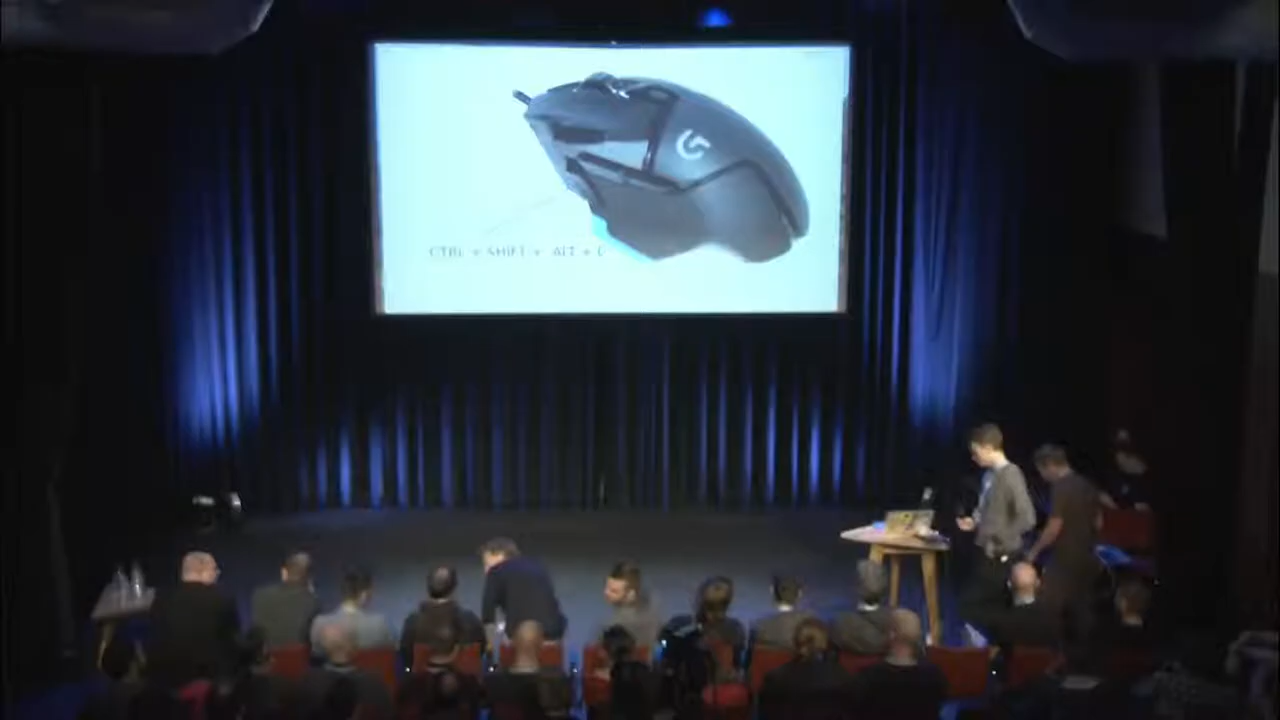 CTRL + SHIFT + ALT +